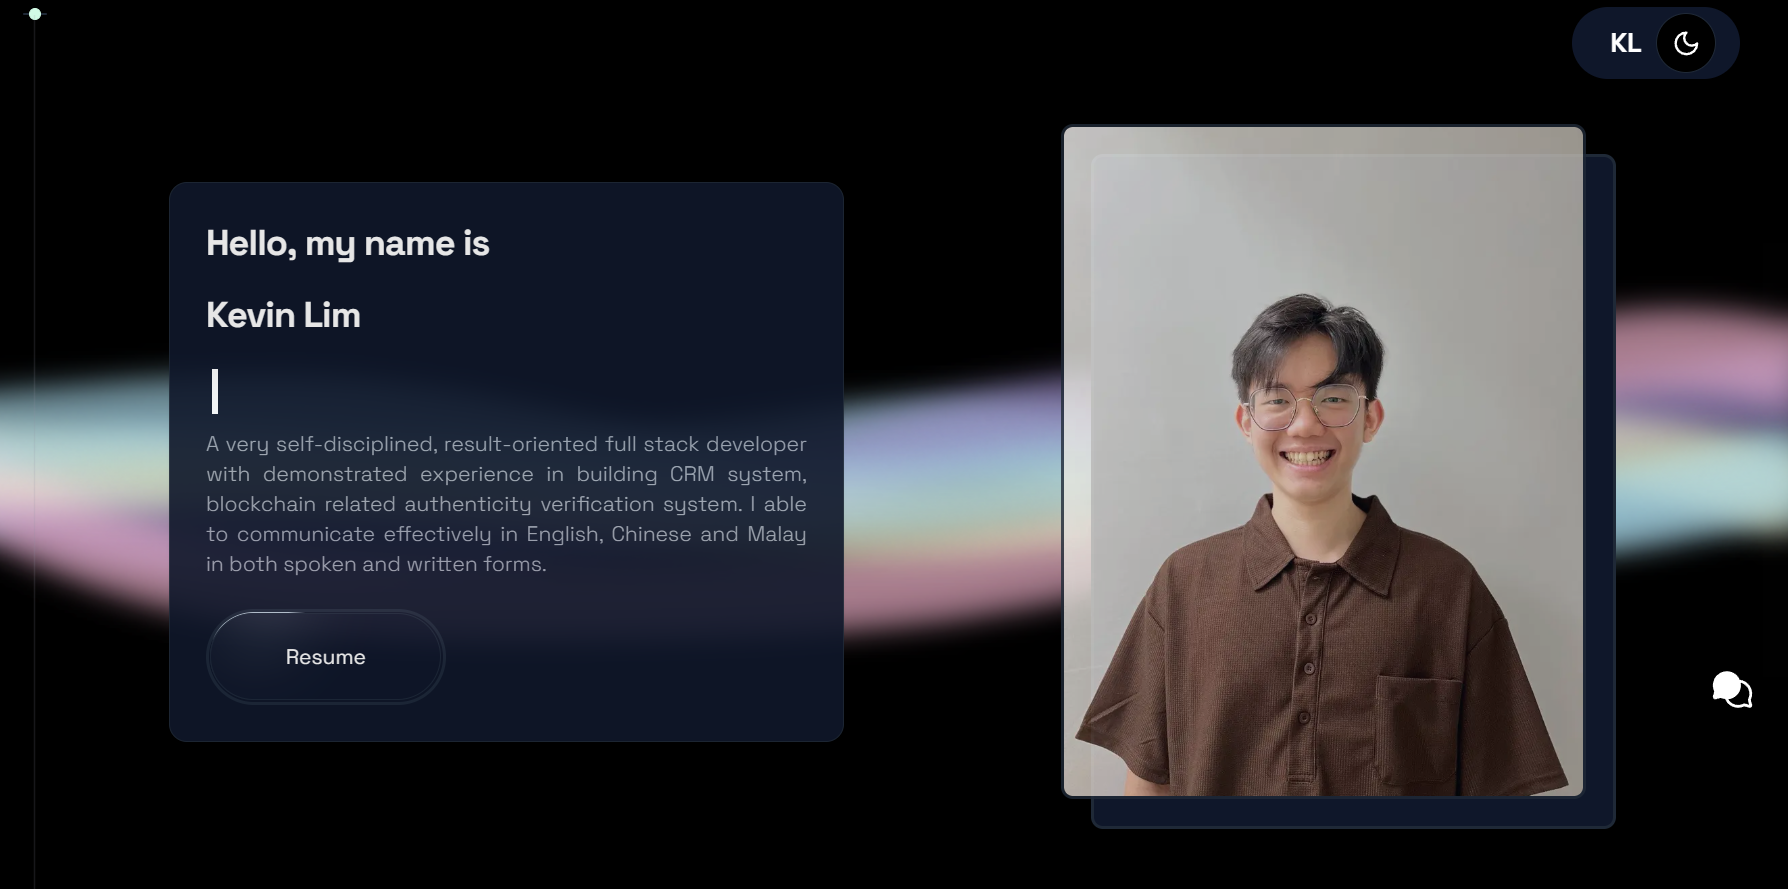 KL
Hello, my name is
Kevin Lim
A very self-disciplined, result-oriented full stack developer
with demonstrated experience in building CRM system,
blockchain related authenticity verification system. I able
to communicate effectively in English, Chinese and Malay
in both spoken and written forms.
Resume